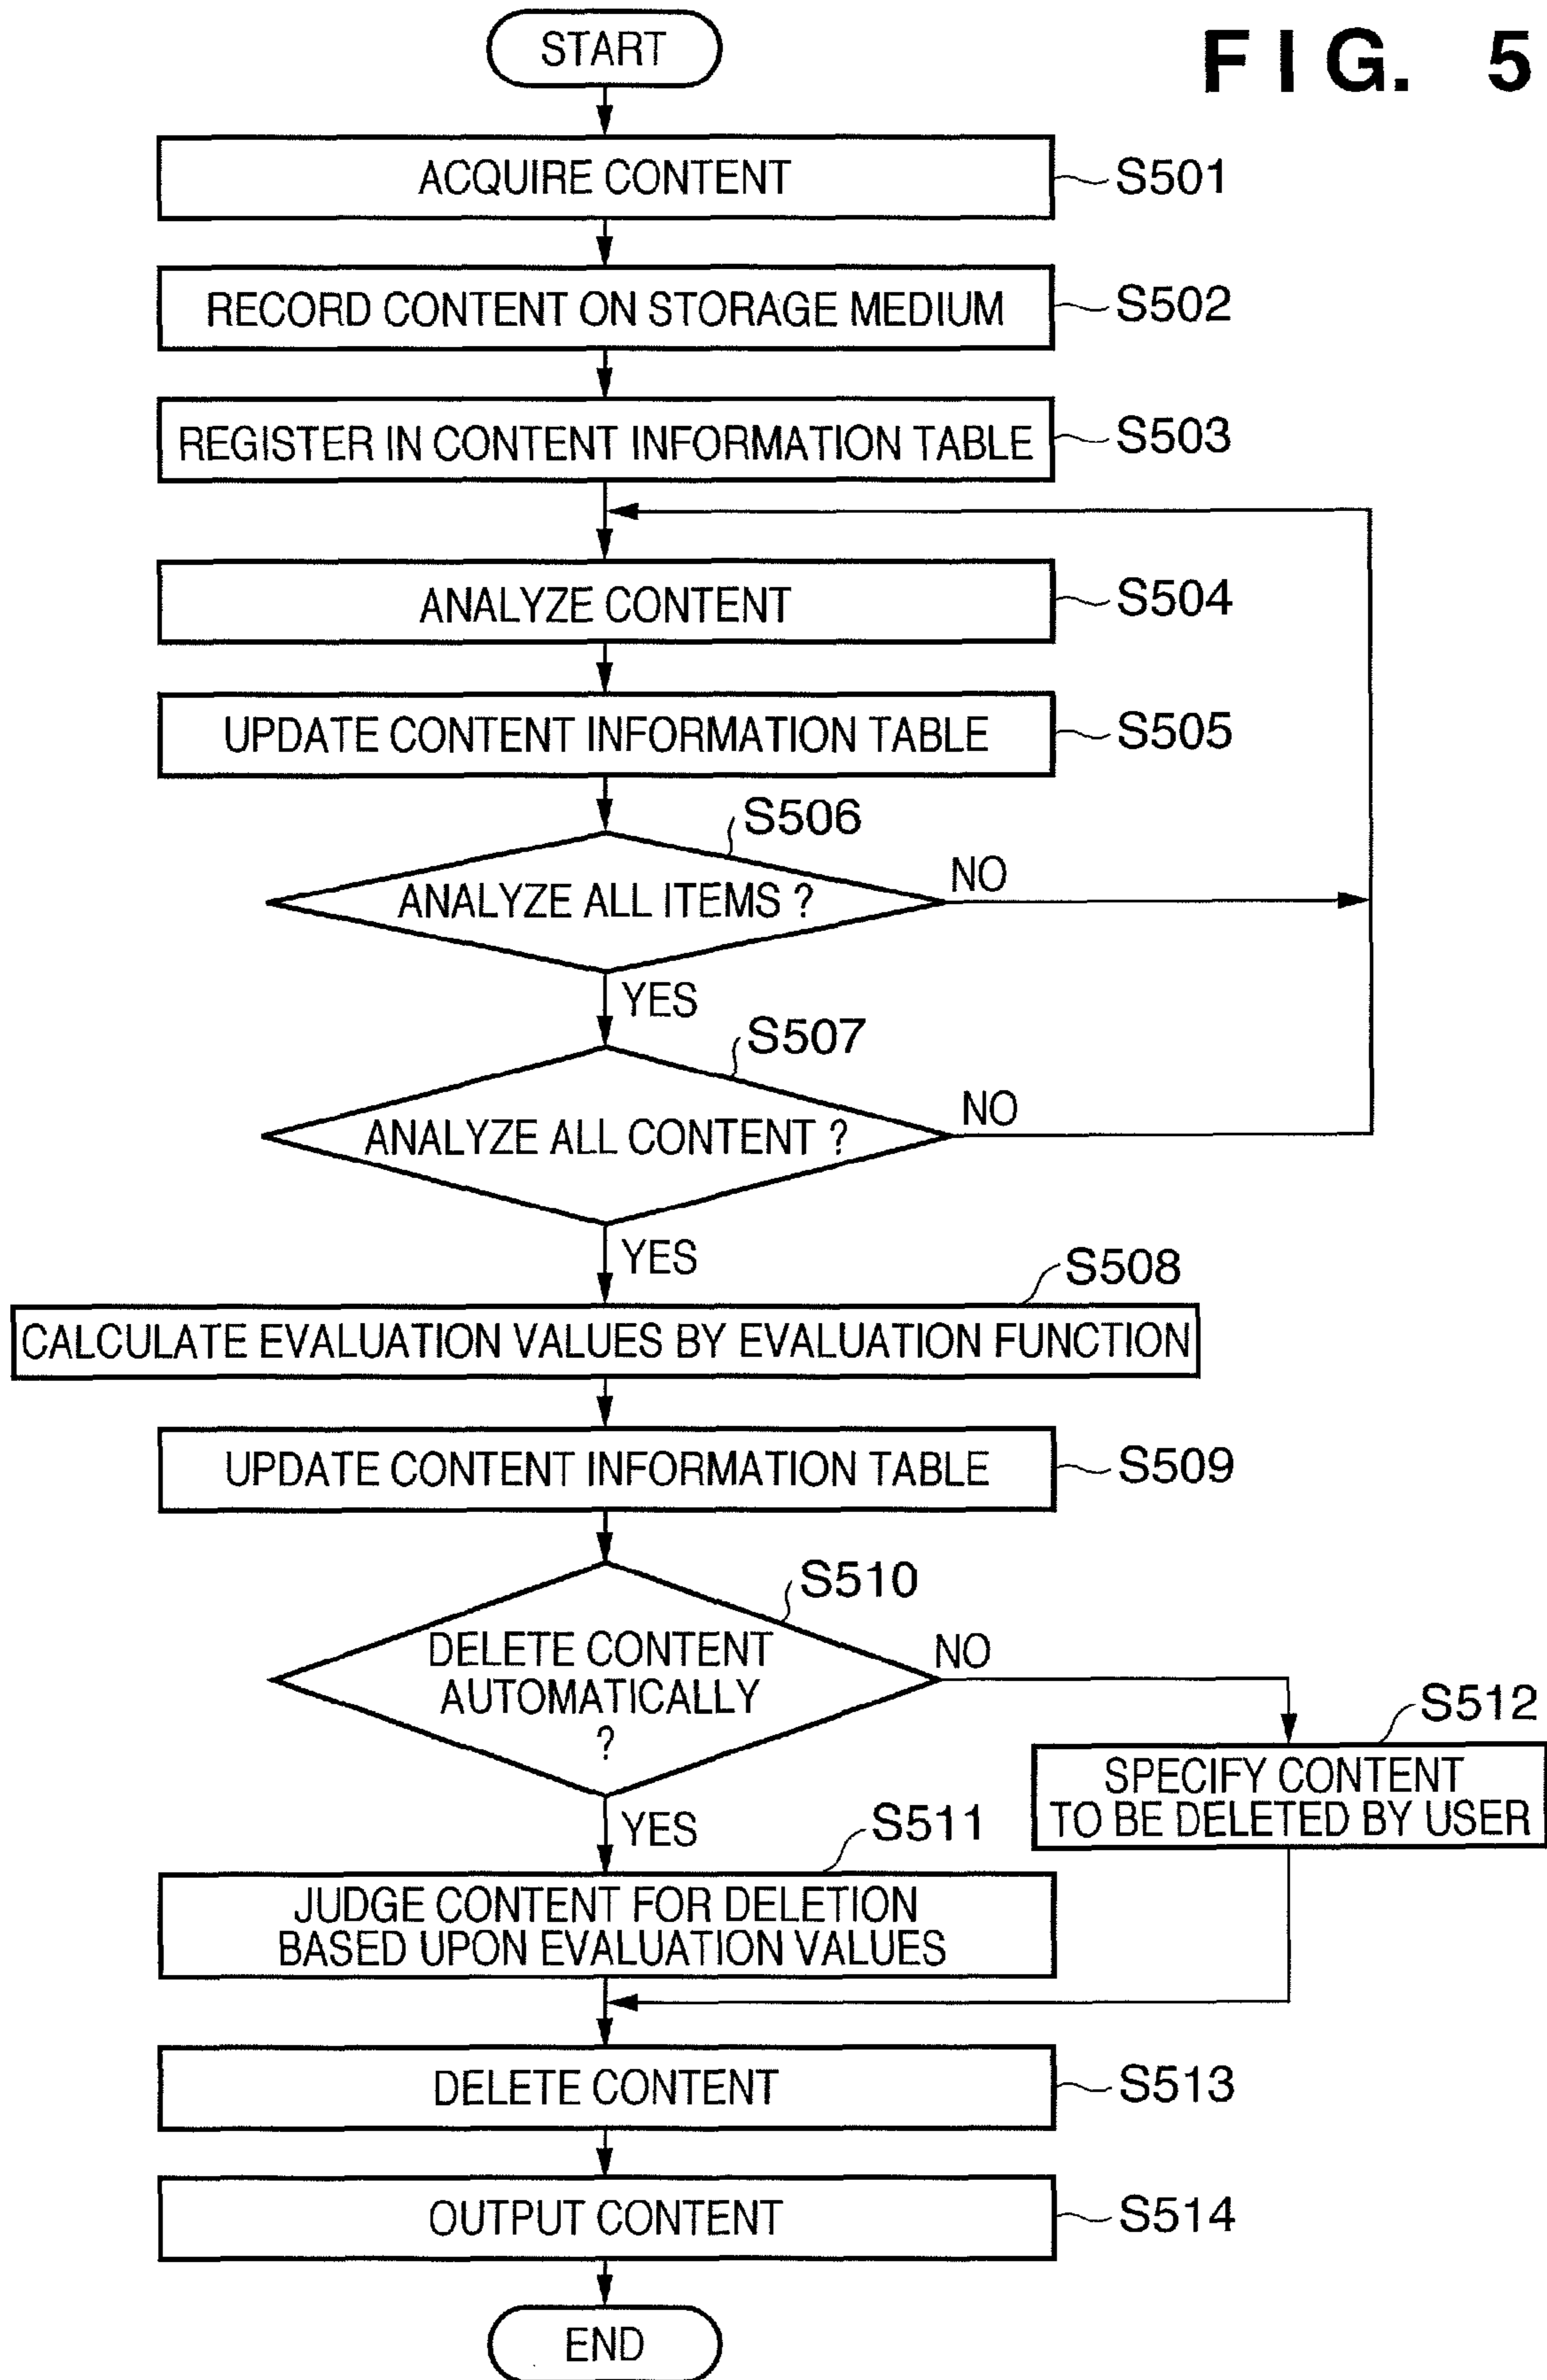 FIG. 5
START
ACQUIRE CONTENT
S501
RECORD CONTENT ON STORAGE MEDIUM
S502
REGISTER IN CONTENT INFORMATION TABLE
S503
ANALYZE CONTENT
S504
UPDATE CONTENT INFORMATION TABLE
S505
S506
ANALYZE ALL ITEMS ?
NO
YES
S507
ANALYZE ALL CONTENT ?
NO
YES
S508
CALCULATE EVALUATION VALUES BY EVALUATION FUNCTION
UPDATE CONTENT INFORMATION TABLE
S509
S510
DELETE CONTENT
AUTOMATICALLY
?
NO
S512
SPECIFY CONTENT
TO BE DELETED BY USER
YES
S511
JUDGE CONTENT FOR DELETION
BASED UPON EVALUATION VALUES
DELETE CONTENT
S513
OUTPUT CONTENT
S514
END